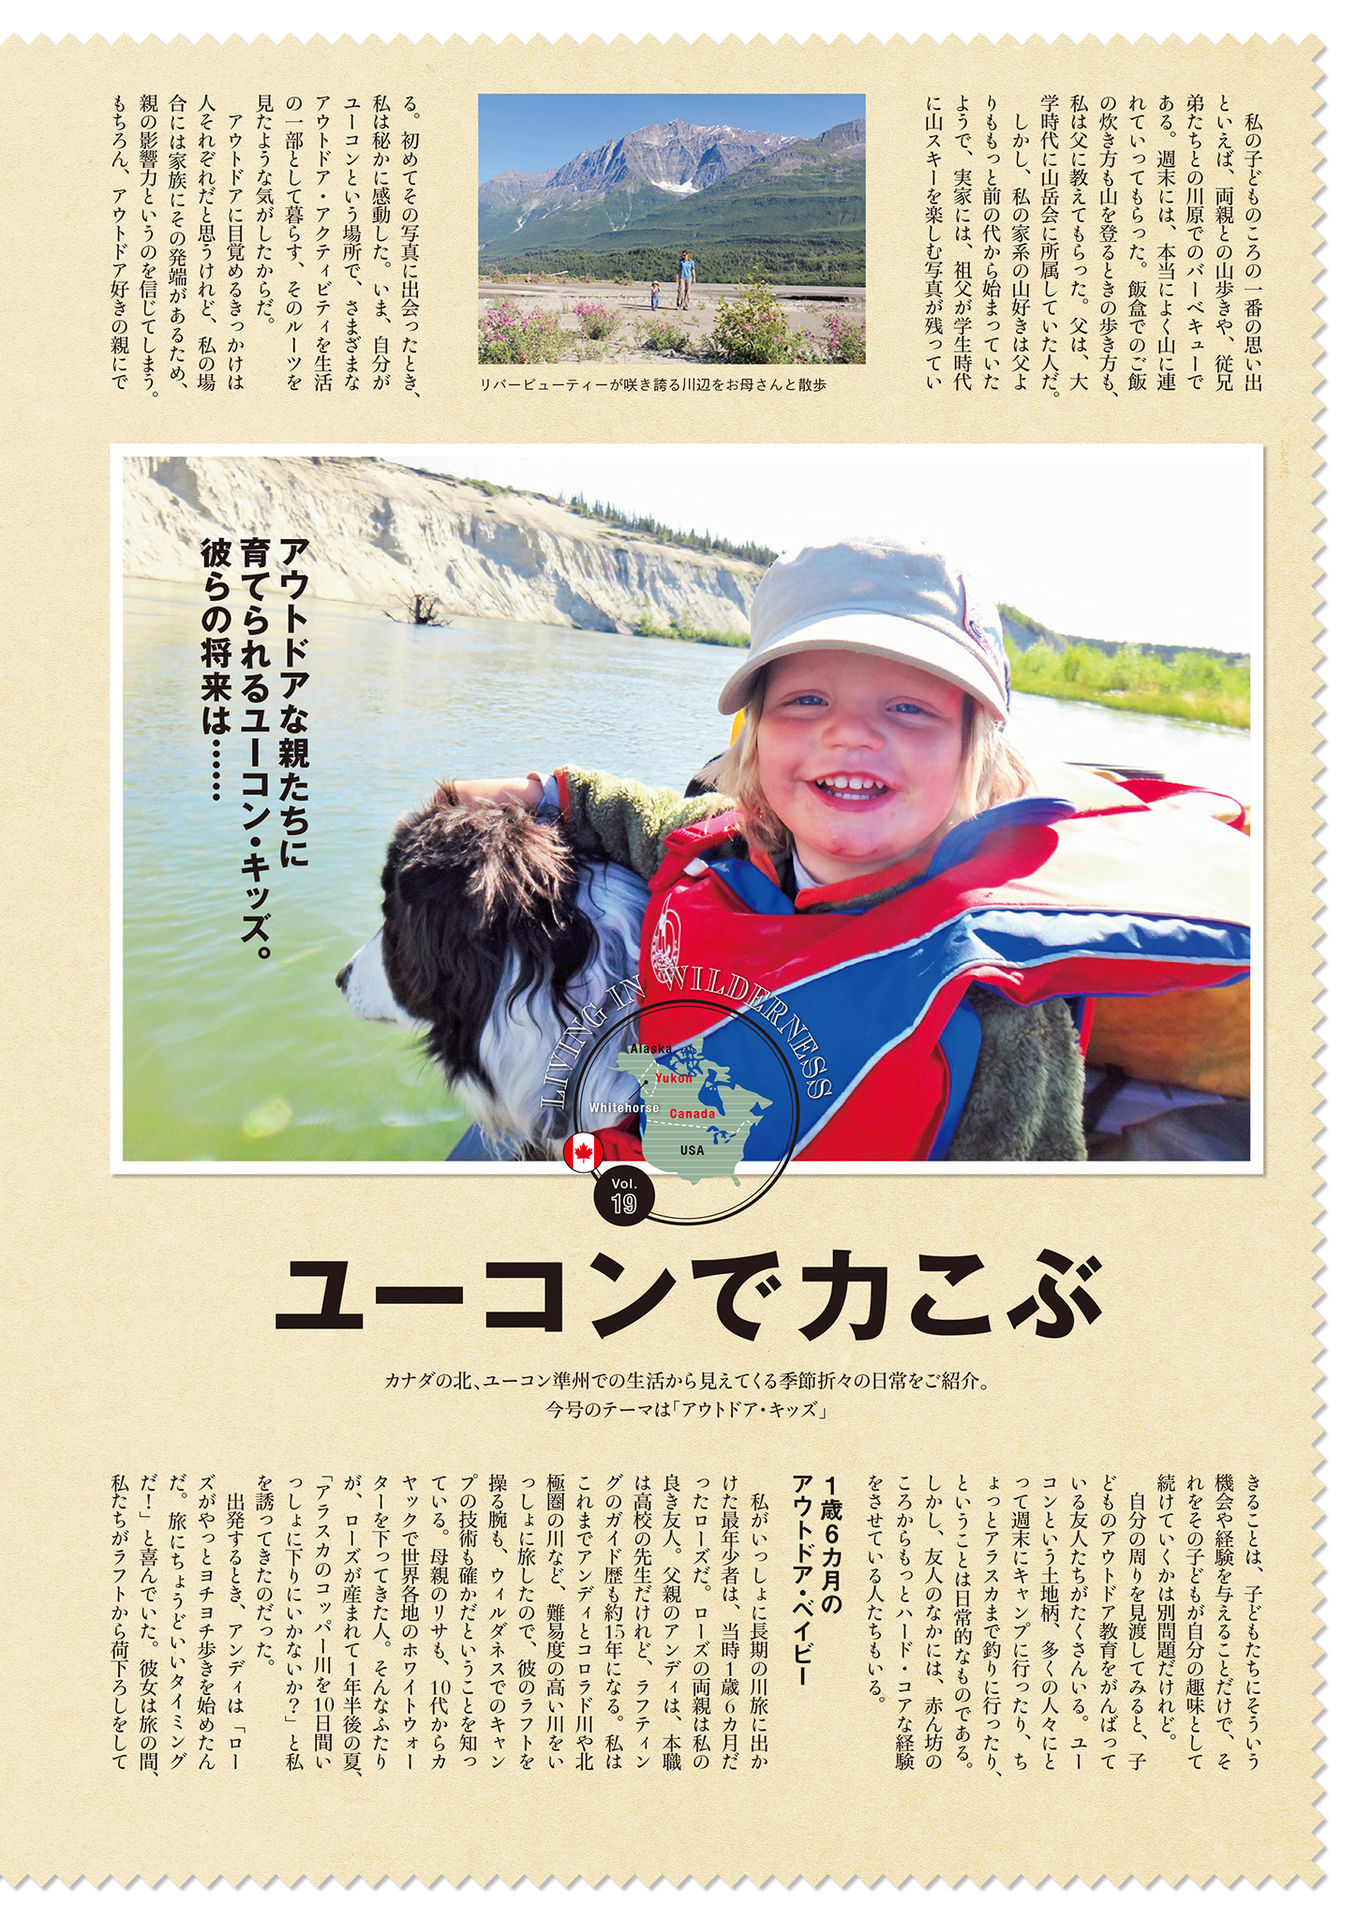 私の子どものころの一番の思い出
といえば、両親との山歩きや、従兄
弟たちとの川原でのバーベキューで
ある。週末には、本当によく山に連
れていってもらった。飯盒でのご飯
の炊き方も山を登るときの歩き方も、
私は父に教えてもらった。父は、大
学時代に山岳会に所属していた人だ。
しかし、私の家系の山好きは父よ
りももっと前の代から始まっていた
ようで、実家には、祖父が学生時代
に山スキーを楽しむ写真が残ってい
リバービューティーが咲き誇る川辺をお母さんと散歩
る。初めてその写真に出会ったとき、
私は秘かに感動した。いま、自分が
ユーコンという場所で、さまざまな
アウトドア・アクティビティを生活
の一部として暮らす、そのルーツを
見たような気がしたからだ。
アウトドアに目覚めるきっかけは
人それぞれだと思うけれど、私の場
合には家族にその発端があるため、
親の影響力というのを信じてしまう。
もちろん、アウトドア好きの親にで
アウトドアな親たちに
育てられるユーコン・キッズ。
彼らの将来は……
LIVING IN WILDERNESS
Alaska
Yukon
Whitehorse
Canada
USA
Vol.
19
ユーコンで力こぶ
カナダの北、ユーコン準州での生活から見えてくる季節折々の日常をご紹介。
今号のテーマは「アウトドア・キッズ」
きることは、子どもたちにそういう
機会や経験を与えることだけで、そ
れをその子どもが自分の趣味として
続けていくかは別問題だけれど。
自分の周りを見渡してみると、子
どものアウトドア教育をがんばって
いる友人たちがたくさんいる。ユー
コンという土地柄、多くの人々にと
って週末にキャンプに行ったり、ち
ょっとアラスカまで釣りに行ったり、
ということは日常的なものである。
しかし、友人のなかには、赤ん坊の
ころからもっとハード・コアな経験
をさせている人たちもいる。
1歳6カ月の
アウトドア・ベイビー
私がいっしょに長期の川旅に出か
けた最年少者は、当時1歳6カ月だ
ったローズだ。ローズの両親は私の
良き友人。父親のアンディは、本職
は高校の先生だけれど、ラフティン
グのガイド歴も約15年になる。私は
これまでアンディとコロラド川や北
極圏の川など、難易度の高い川をい
っしょに旅したので、彼のラフトを
操る腕も、ウィルダネスでのキャン
プの技術も確かだということを知っ
ている。母親のリサも、10代からカ
ヤックで世界各地のホワイトウォー
ターを下ってきた人。そんなふたり
が、ローズが産まれて1年半後の夏、
「アラスカのコッパー川を10日間い
っしょに下りにいかないか？」と私
を誘ってきたのだった。
出発するとき、アンディは「ロー
ズがやっとヨチヨチ歩きを始めたん
だ。旅にちょうどいいタイミング
だ！」と喜んでいた。彼女は旅の間、
私たちがラフトから荷下ろしをして